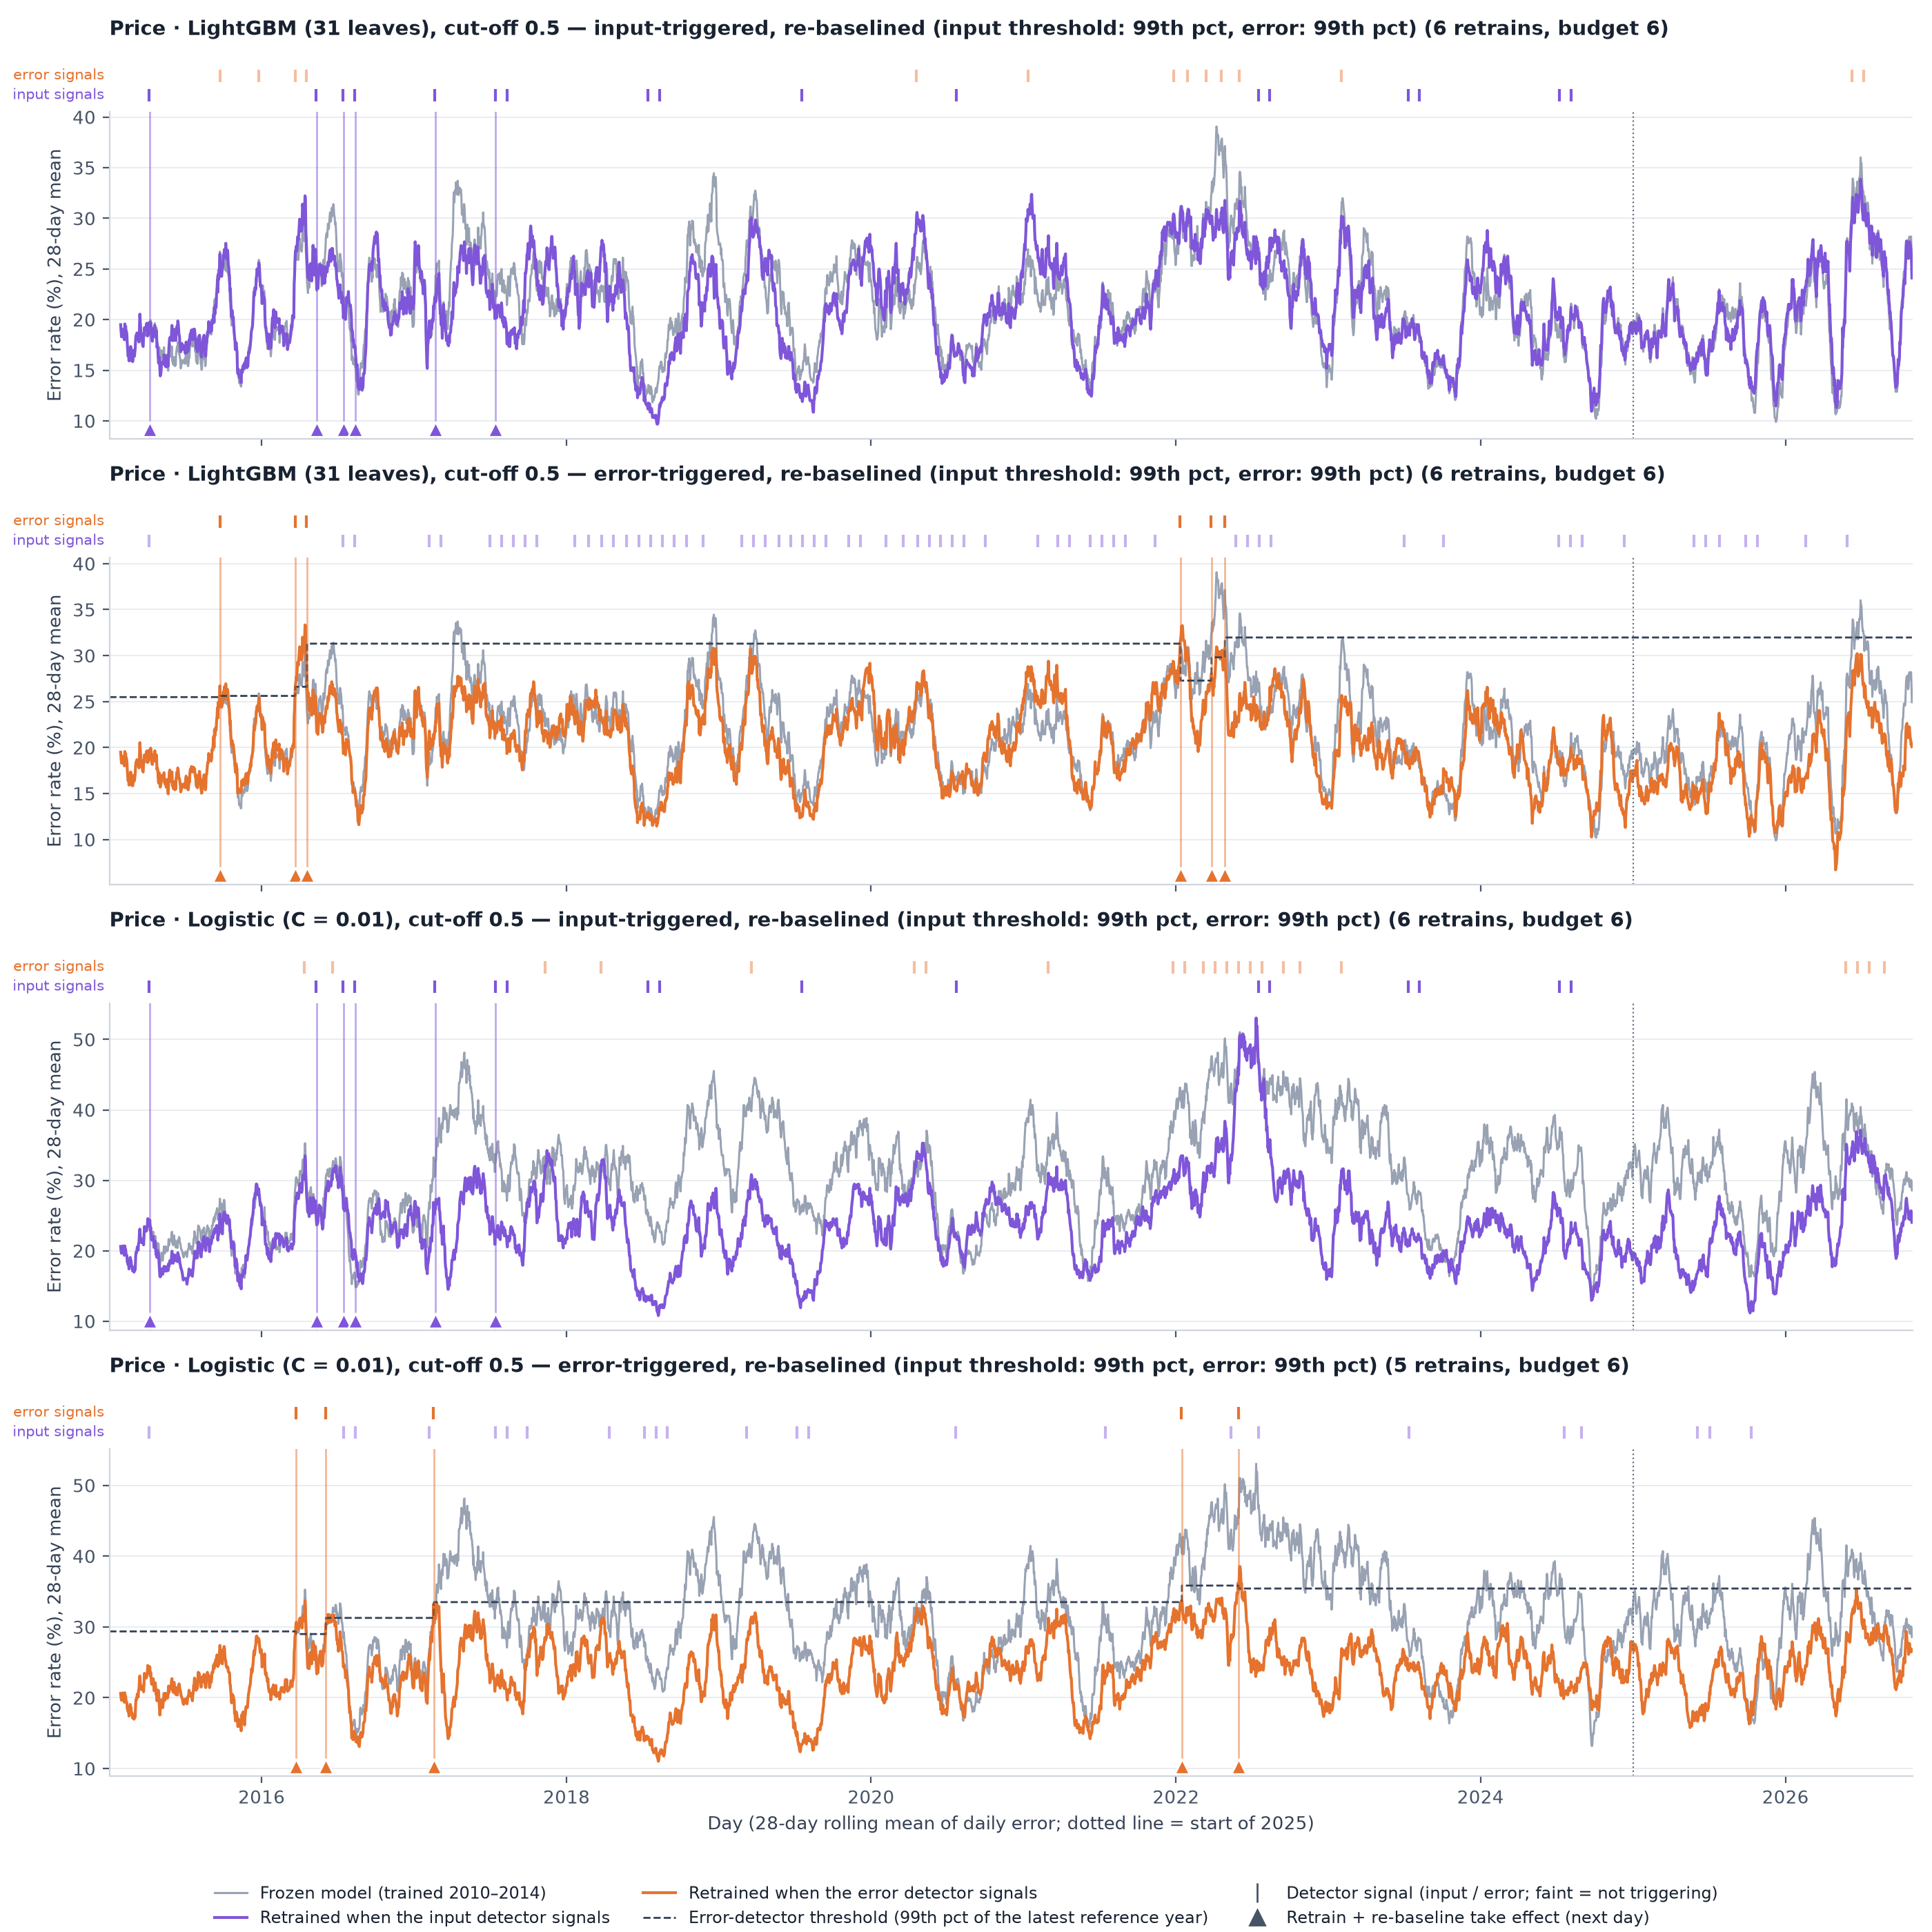 Price · LightGBM (31 leaves), cut-off 0.5 — input-triggered, re-baselined (input threshold: 99th pct, error: 99th pct) (6 retrains, budget 6)
error signals
input signals
40
35
30
25
20
15
10
Error rate (%), 28-day mean
Price · LightGBM (31 leaves), cut-off 0.5 — error-triggered, re-baselined (input threshold: 99th pct, error: 99th pct) (6 retrains, budget 6)
error signals
input signals
40
35
30
25
20
15
10
Error rate (%), 28-day mean
Price · Logistic (C = 0.01), cut-off 0.5 — input-triggered, re-baselined (input threshold: 99th pct, error: 99th pct) (6 retrains, budget 6)
error signals
input signals
50
40
30
20
10
Error rate (%), 28-day mean
Price · Logistic (C = 0.01), cut-off 0.5 — error-triggered, re-baselined (input threshold: 99th pct, error: 99th pct) (5 retrains, budget 6)
error signals
input signals
50
40
30
20
10
Error rate (%), 28-day mean
2016 2018 2020 2022 2024 2026
Day (28-day rolling mean of daily error; dotted line = start of 2025)
Frozen model (trained 2010–2014)
Retrained when the input detector signals
Retrained when the error detector signals
Error-detector threshold (99th pct of the latest reference year)
Detector signal (input / error; faint = not triggering)
Retrain + re-baseline take effect (next day)